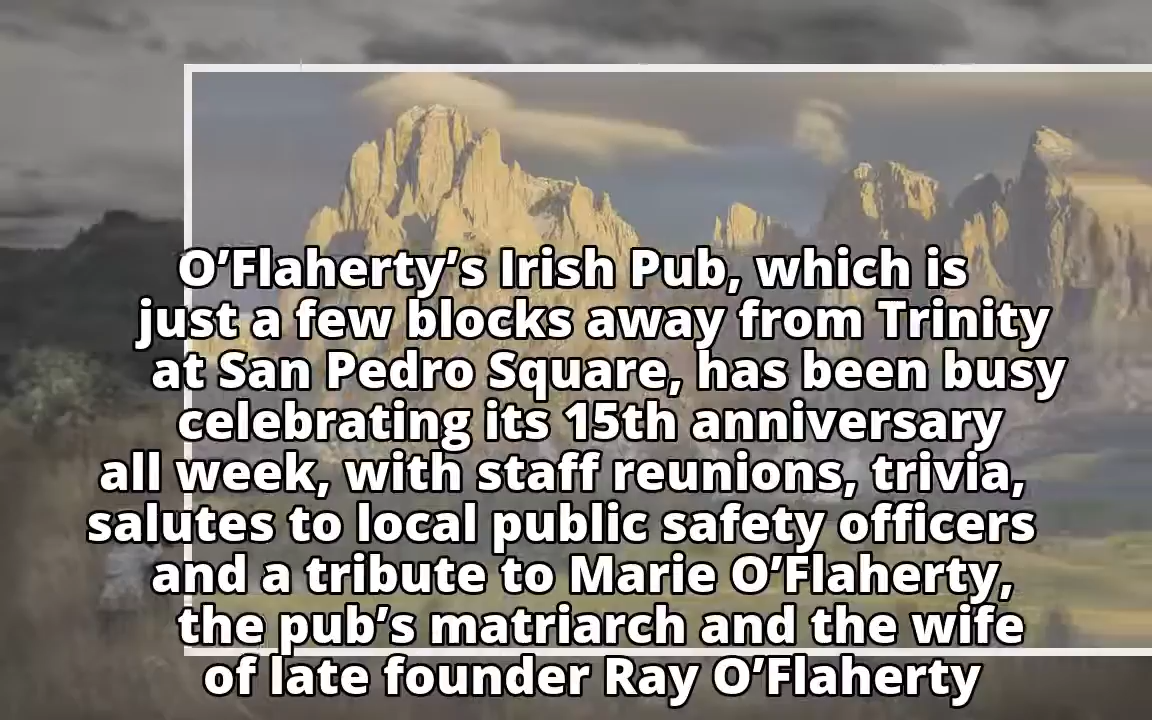 O’Flaherty’s Irish Pub, which is
just a few blocks away from Trinity
at San Pedro Square, has been busy
celebrating its 15th anniversary
all week, with staff reunions, trivia,
salutes to local public safety officers
and a tribute to Marie O’Flaherty,
the pub’s matriarch and the wife
of late founder Ray O’Flaherty